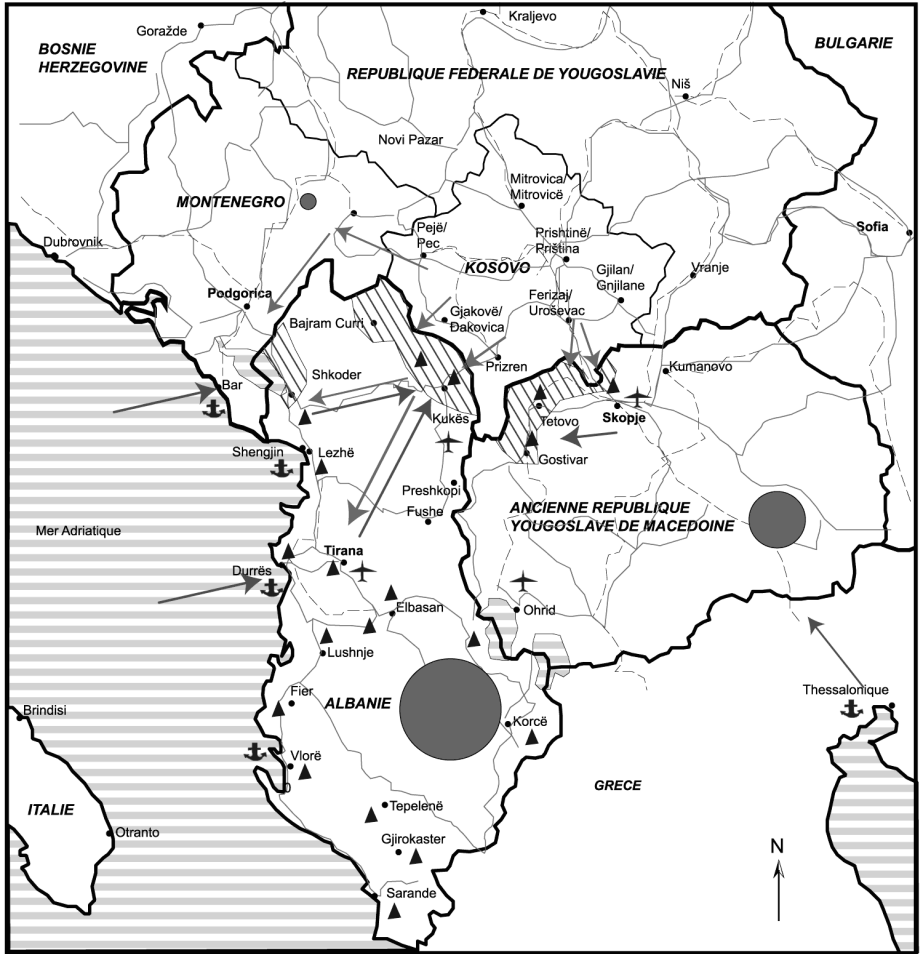 Kraljevo
Goražde
BOSNIE
HERZEGOVINE
BULGARIE
REPUBLIQUE FEDERALE DE YOUGOSLAVIE
Niš
Novi Pazar
Mitrovica/
Mitrovicë
MONTENEGRO
Pejë/
Pec
Prishtinë/
Priština
Sofia
Dubrovnik
KOSOVO
Gjilan/
Gnjilane
Vranje
Podgorica
Ferizaj/
Uroševac
Bajram Curri
Gjakovë/
Dakovica
Prizren
Kumanovo
Shkoder
Bar
Kukës
Tetovo
Skopje
Shengjin
Lezhë
Gostivar
Preshkopi
Fushe
ANCIENNE REPUBLIQUE
YOUGOSLAVE DE MACEDOINE
Mer Adriatique
Tirana
Durrës
Elbasan
Ohrid
Lushnje
Thessalonique
Fier
ALBANIE
Brindisi
Korcë
Vlorë
GRECE
ITALIE
Tepelenë
Otranto
Gjirokaster
N
Sarande